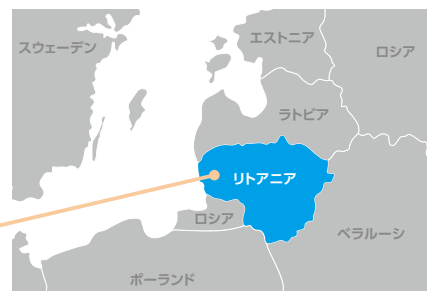 エストニア
スウェーデン
ロシア
ラトビア
リトアニア
ロシア
ベラルーシ
ポーランド